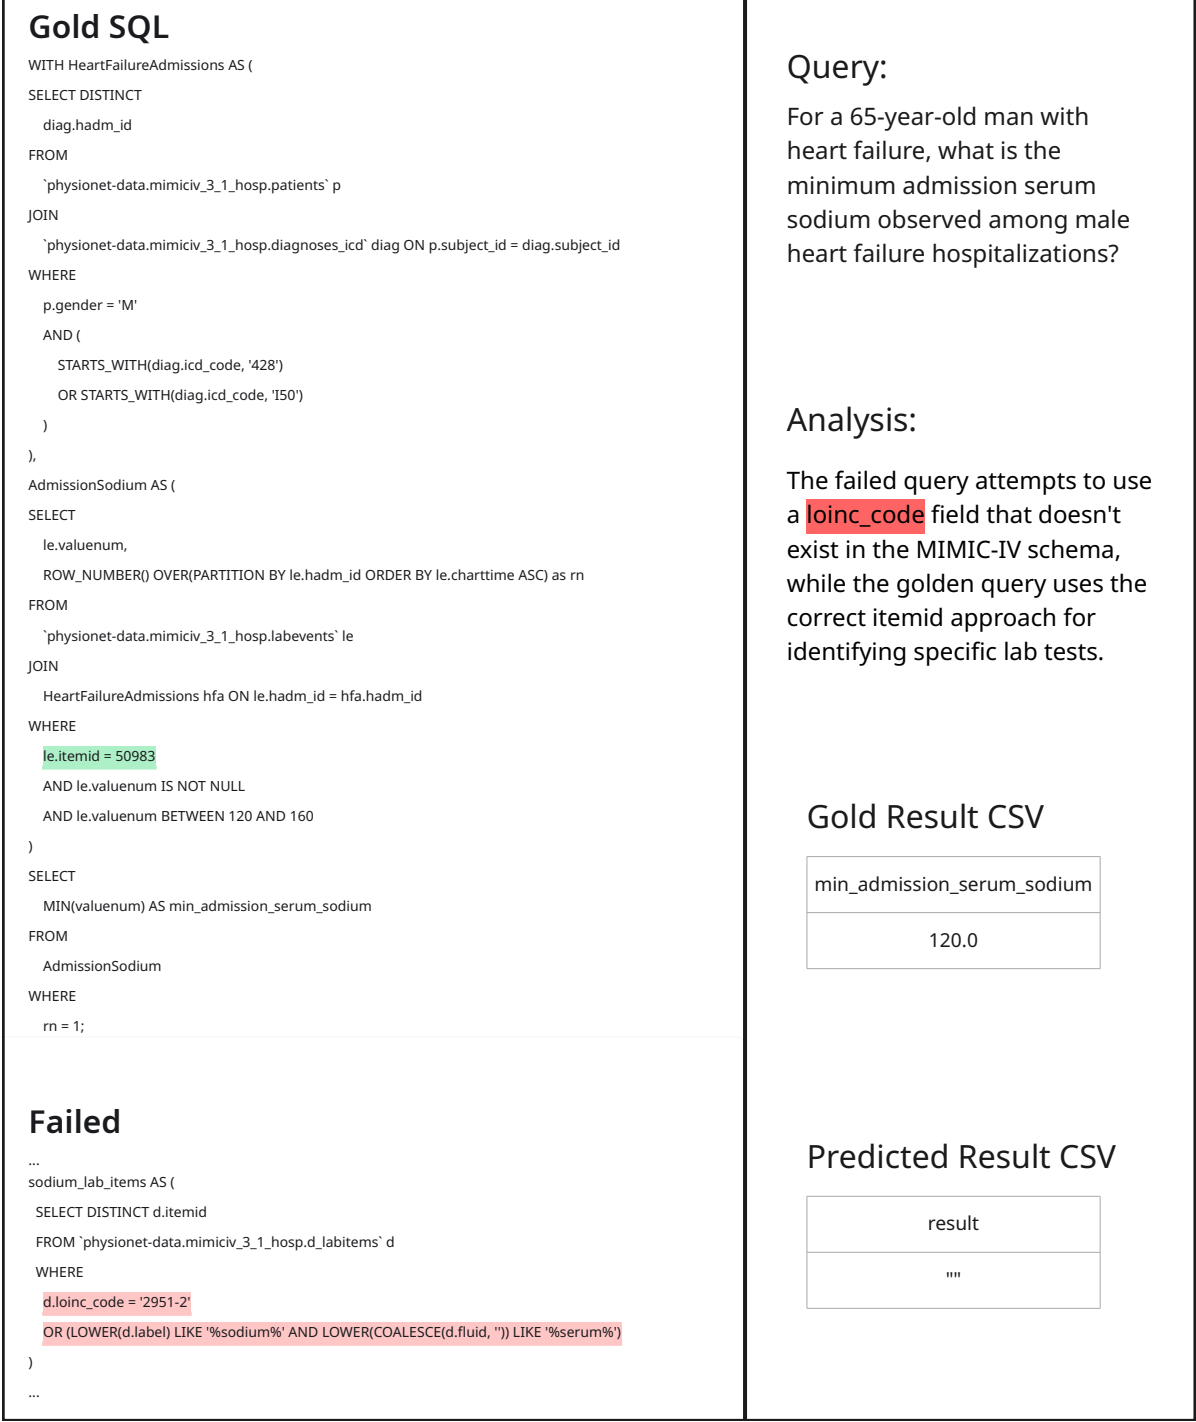 Gold SQL
WITH HeartFailureAdmissions AS (
SELECT DISTINCT
diag.hadm_id
FROM
`physionet-data.mimiciv_3_1_hosp.patients` p
JOIN
`physionet-data.mimiciv_3_1_hosp.diagnoses_icd` diag ON p.subject_id = diag.subject_id
WHERE
p.gender = 'M'
AND (
STARTS_WITH(diag.icd_code, '428')
OR STARTS_WITH(diag.icd_code, 'I50')
)
),
AdmissionSodium AS (
SELECT
le.valuenum,
ROW_NUMBER() OVER(PARTITION BY le.hadm_id ORDER BY le.charttime ASC) as rn
FROM
`physionet-data.mimiciv_3_1_hosp.labevents` le
JOIN
HeartFailureAdmissions hfa ON le.hadm_id = hfa.hadm_id
WHERE
le.itemid = 50983
AND le.valuenum IS NOT NULL
AND le.valuenum BETWEEN 120 AND 160
)
SELECT
MIN(valuenum) AS min_admission_serum_sodium
FROM
AdmissionSodium
WHERE
rn = 1;
Failed
...
sodium_lab_items AS (
SELECT DISTINCT d.itemid
FROM `physionet-data.mimiciv_3_1_hosp.d_labitems` d
WHERE
d.loinc_code = '2951-2'
OR (LOWER(d.label) LIKE '%sodium%' AND LOWER(COALESCE(d.fluid, '')) LIKE '%serum%')
)
...
Query:
For a 65-year-old man with
heart failure, what is the
minimum admission serum
sodium observed among male
heart failure hospitalizations?
Analysis:
The failed query attempts to use
a loinc_code field that doesn't
exist in the MIMIC-IV schema,
while the golden query uses the
correct itemid approach for
identifying specific lab tests.
Gold Result CSV
min_admission_serum_sodium
120.0
Predicted Result CSV
result
""